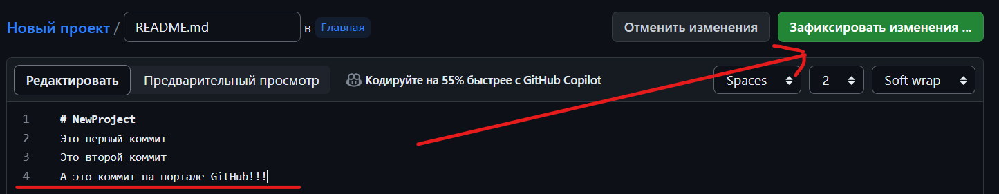 Новый проект / README.md в Главная Отменить изменения Зафиксировать изменения ...
Редактировать Предварительный просмотр Кодируйте на 55% быстрее с GitHub Copilot Spaces 2 Soft wrap
1 # NewProject
2 Это первый коммит
3 Это второй коммит
4 А это коммит на портале GitHub!!!